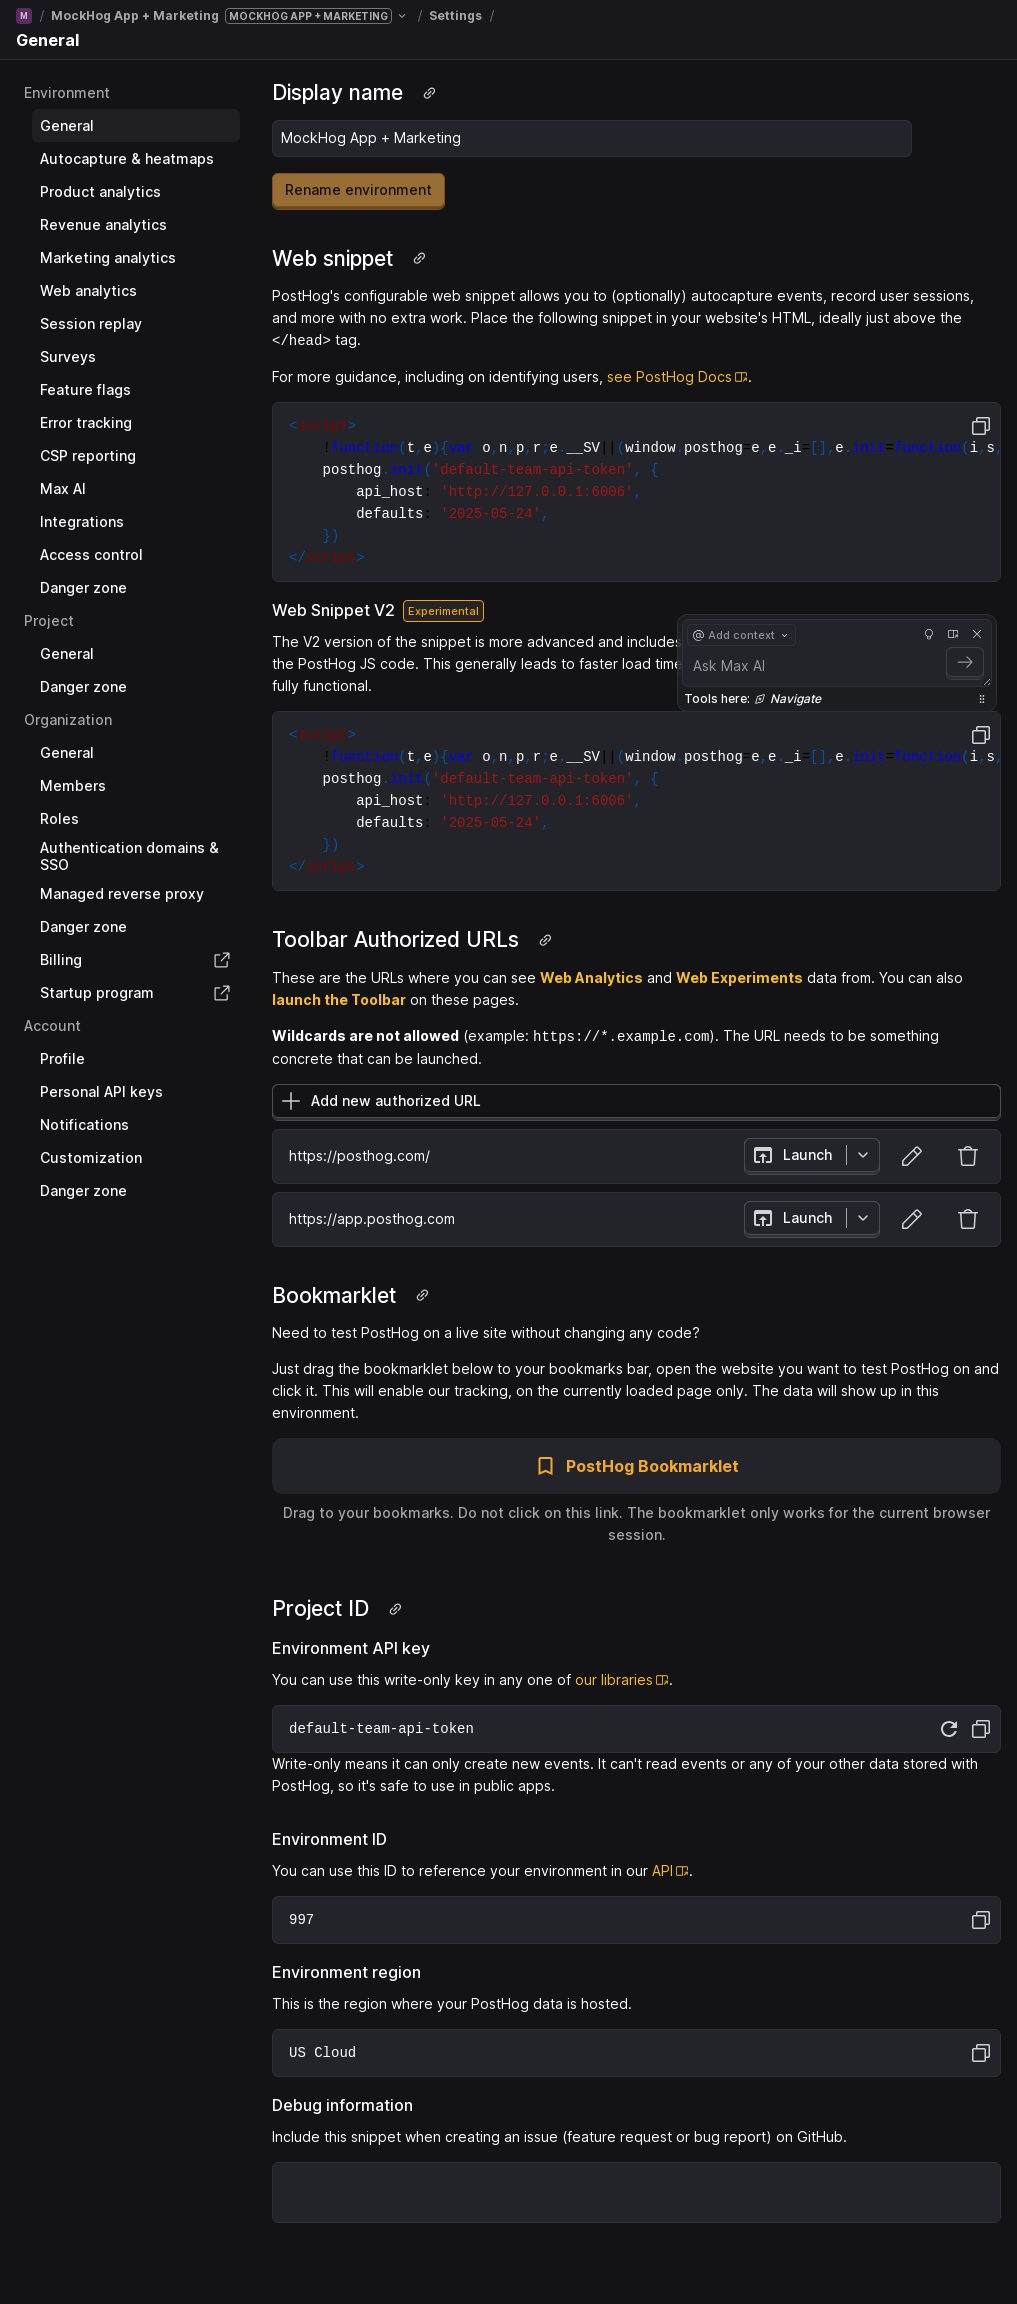 M / MockHog App + Marketing MOCKHOG APP + MARKETING / Settings /
General
Environment
General
Autocapture & heatmaps
Product analytics
Revenue analytics
Marketing analytics
Web analytics
Session replay
Surveys
Feature flags
Error tracking
CSP reporting
Max AI
Integrations
Access control
Danger zone
Project
General
Danger zone
Organization
General
Members
Roles
Authentication domains &
SSO
Managed reverse proxy
Danger zone
Billing
Startup program
Account
Profile
Personal API keys
Notifications
Customization
Danger zone
Display name
MockHog App + Marketing
Rename environment
Web snippet
PostHog's configurable web snippet allows you to (optionally) autocapture events, record user sessions,
and more with no extra work. Place the following snippet in your website's HTML, ideally just above the
</head> tag.
For more guidance, including on identifying users, see PostHog Docs.
<script>
!function(t,e){var o,n,p,r;e.__SV||(window.posthog=e,e._i=[],e.init=function(i,s,
posthog.init('default-team-api-token', {
api_host: 'http://127.0.0.1:6006',
defaults: '2025-05-24',
})
</script>
Web Snippet V2 Experimental
The V2 version of the snippet is more advanced and includes
the PostHog JS code. This generally leads to faster load time
fully functional.
@ Add context
Ask Max AI
Tools here: Navigate
<script>
!function(t,e){var o,n,p,r;e.__SV||(window.posthog=e,e._i=[],e.init=function(i,s,
posthog.init('default-team-api-token', {
api_host: 'http://127.0.0.1:6006',
defaults: '2025-05-24',
})
</script>
Toolbar Authorized URLs
These are the URLs where you can see Web Analytics and Web Experiments data from. You can also
launch the Toolbar on these pages.
Wildcards are not allowed (example: https://*.example.com). The URL needs to be something
concrete that can be launched.
Add new authorized URL
https://posthog.com/ Launch
https://app.posthog.com Launch
Bookmarklet
Need to test PostHog on a live site without changing any code?
Just drag the bookmarklet below to your bookmarks bar, open the website you want to test PostHog on and
click it. This will enable our tracking, on the currently loaded page only. The data will show up in this
environment.
PostHog Bookmarklet
Drag to your bookmarks. Do not click on this link. The bookmarklet only works for the current browser
session.
Project ID
Environment API key
You can use this write-only key in any one of our libraries.
default-team-api-token
Write-only means it can only create new events. It can't read events or any of your other data stored with
PostHog, so it's safe to use in public apps.
Environment ID
You can use this ID to reference your environment in our API.
997
Environment region
This is the region where your PostHog data is hosted.
US Cloud
Debug information
Include this snippet when creating an issue (feature request or bug report) on GitHub.